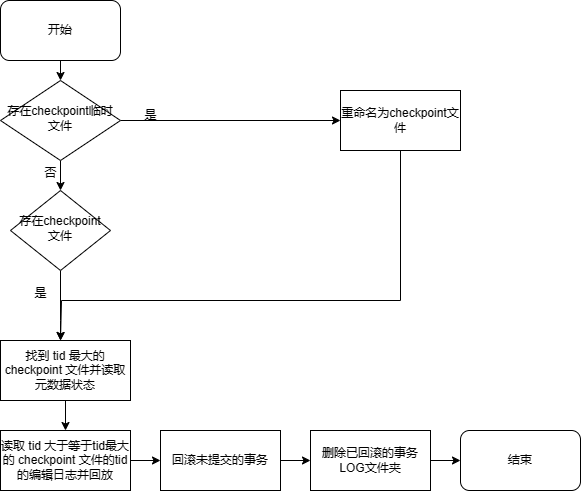 开始
存在checkpoint临时
文件
是
重命名为checkpoint文
件
否
存在checkpoint
文件
是
找到 tid 最大的
checkpoint 文件并读取
元数据状态
读取 tid 大于等于tid最大
的 checkpoint 文件的tid
的编辑日志并回放
回滚未提交的事务
删除已回滚的事务
LOG文件夹
结束